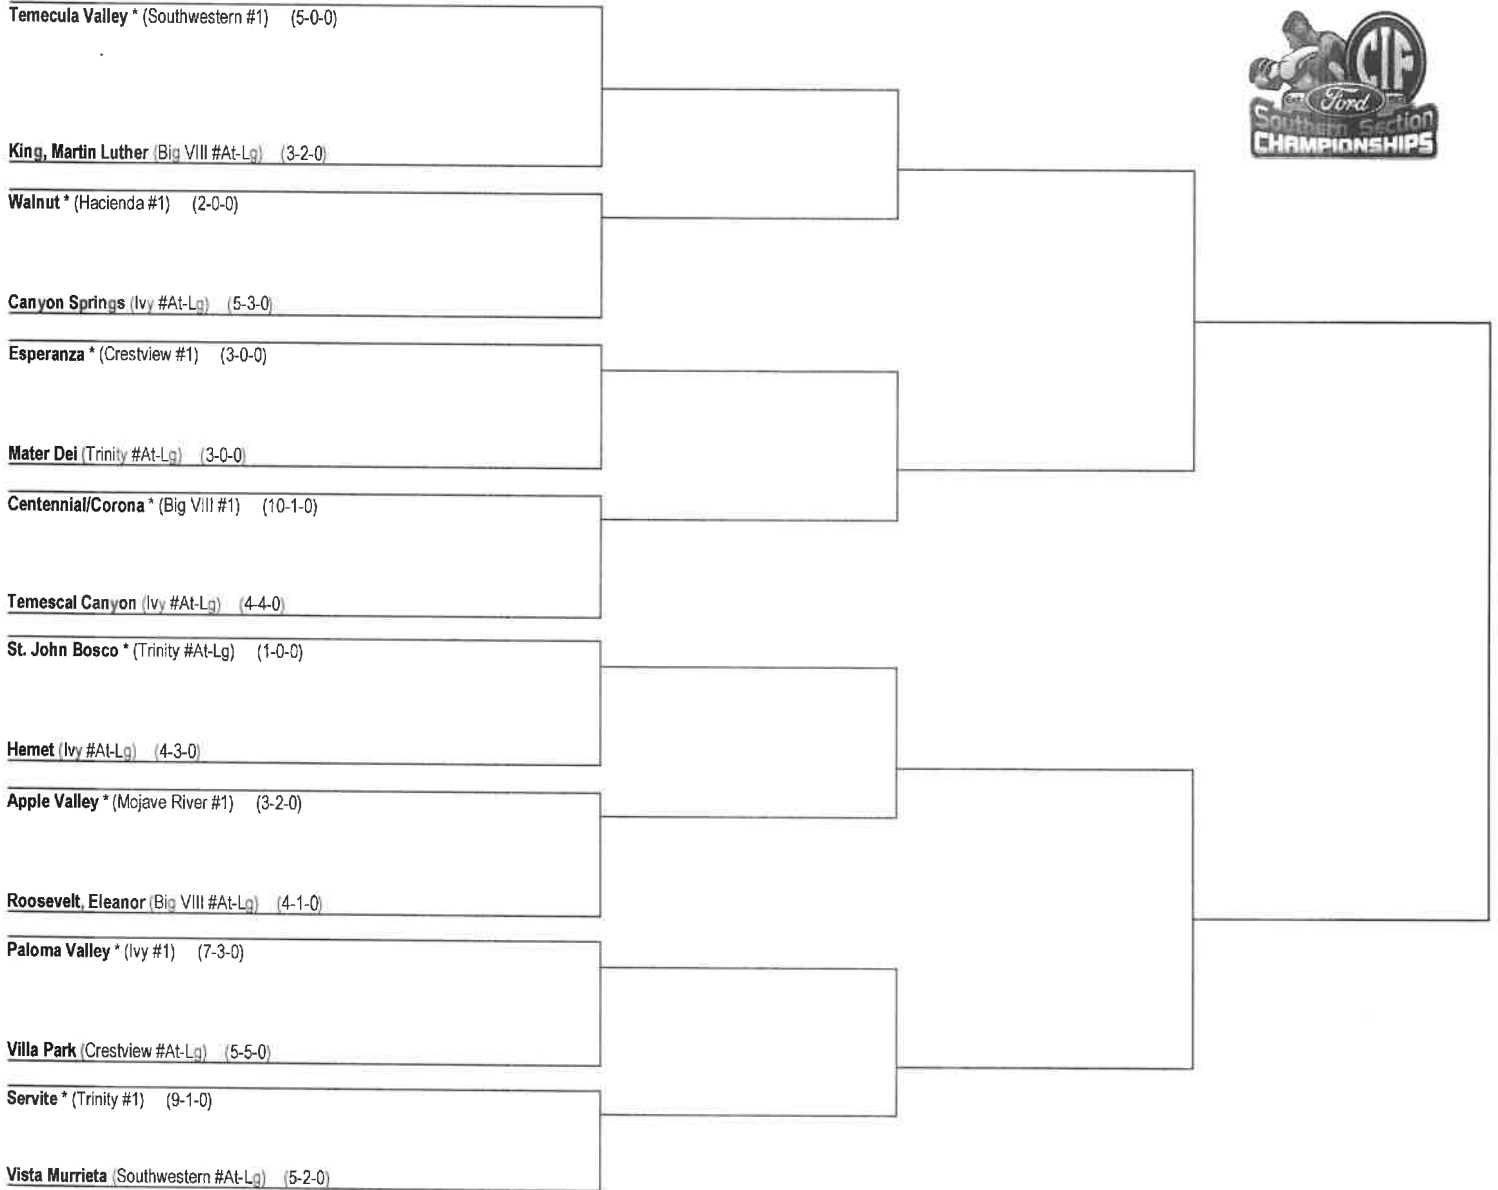 Temecula Valley * (Southwestern #1) (5-0-0)
King, Martin Luther (Big VIII #At-Lg) (3-2-0)
Walnut * (Hacienda #1) (2-0-0)
Canyon Springs (Ivy #At-Lg) (5-3-0)
Esperanza * (Crestview #1) (3-0-0)
Mater Dei (Trinity #At-Lg) (3-0-0)
Centennial/Corona * (Big VIII #1) (10-1-0)
Temescal Canyon (Ivy #At-Lg) (4-4-0)
St. John Bosco * (Trinity #At-Lg) (1-0-0)
Hemet (Ivy #At-Lg) (4-3-0)
Apple Valley * (Mojave River #1) (3-2-0)
Roosevelt, Eleanor (Big VIII #At-Lg) (4-1-0)
Paloma Valley * (Ivy #1) (7-3-0)
Villa Park (Crestview #At-Lg) (5-5-0)
Servite * (Trinity #1) (9-1-0)
Vista Murrieta (Southwestern #At-Lg) (5-2-0)
CIF
Ford
Southern Section
CHAMPIONSHIPS